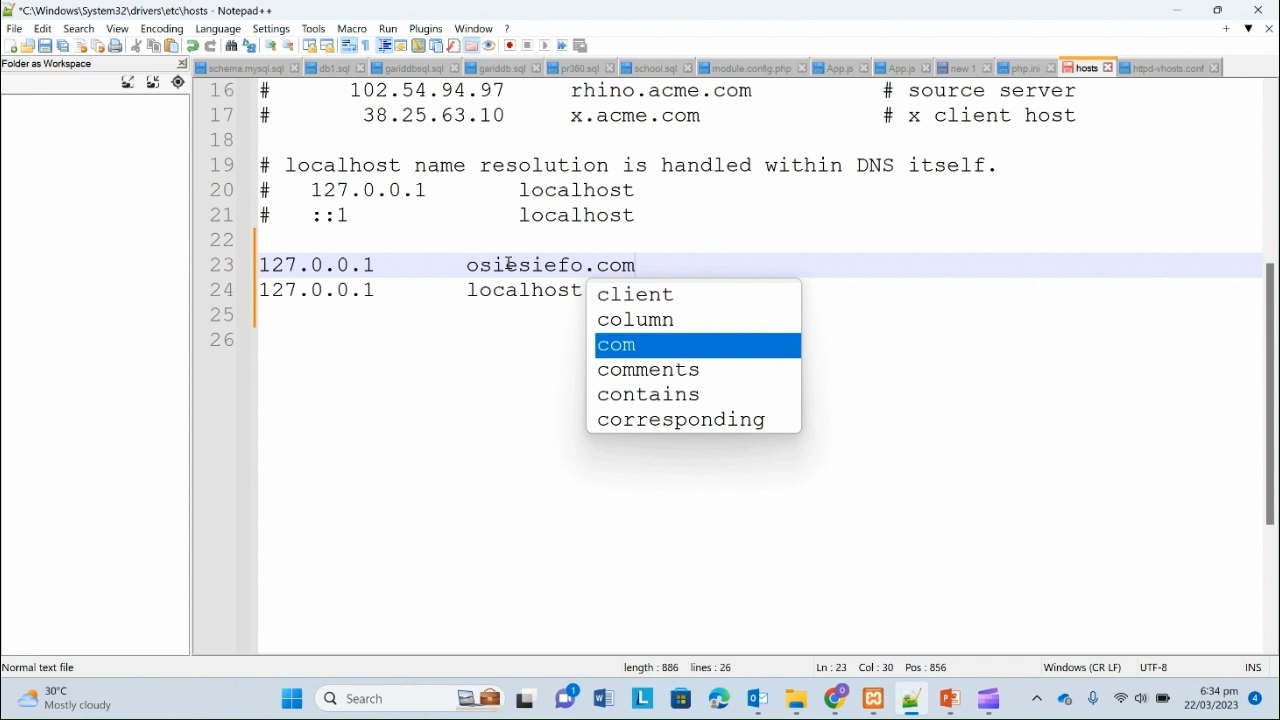 *C:\Windows\System32\drivers\etc\hosts - Notepad++
File Edit Search View Encoding Language Settings Tools Macro Run Plugins Window ?
Folder as Workspace
schema.mysql.sql db1.sql gariddbsql.sql gariddb.sql pr360.sql school.sql module.config.php App.js App.js new 1 php.ini hosts httpd-vhosts.conf
16 # 102.54.94.97 rhino.acme.com # source server
17 # 38.25.63.10 x.acme.com # x client host
18
19 # localhost name resolution is handled within DNS itself.
20 # 127.0.0.1 localhost
21 # ::1 localhost
22
23 127.0.0.1 osiesiefo.com
24 127.0.0.1 localhost
25
26
client
column
com
comments
contains
corresponding
Normal text file length : 886 lines : 26 Ln : 23 Col : 30 Pos : 856 Windows (CR LF) UTF-8 INS
30°C
Mostly cloudy
Search
6:34 pm
22/03/2023